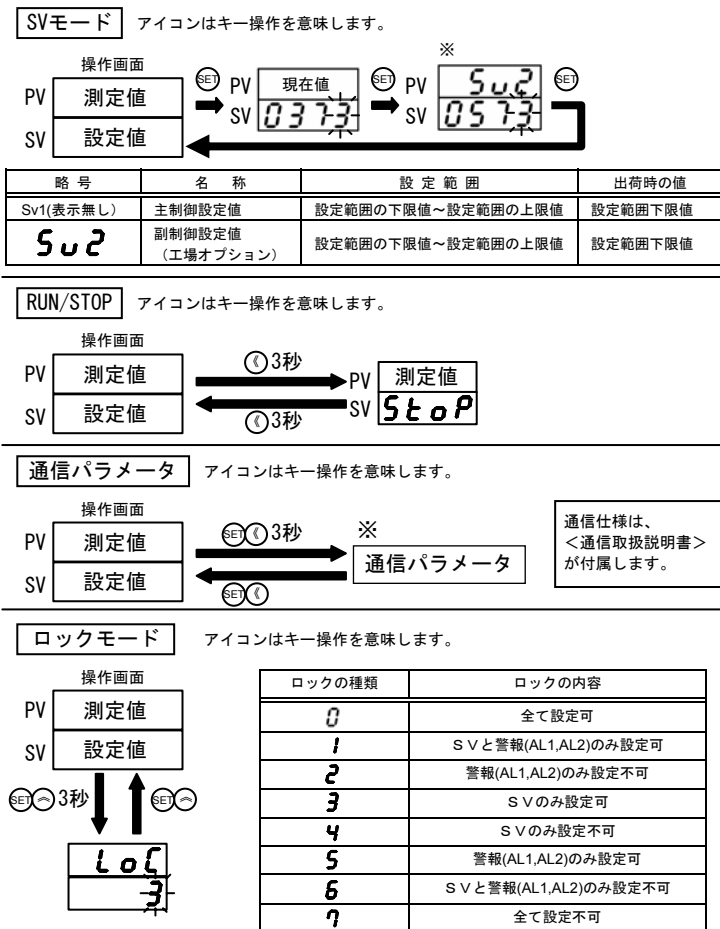 SVモード アイコンはキー操作を意味します。
操作画面
PV 測定値
SV 設定値
SET
PV 現在値
SV 0373
SET
※
PV Sv2
SV 0573
SET
略 号 名 称 設 定 範 囲 出荷時の値
Sv1(表示無し) 主制御設定値 設定範囲の下限値～設定範囲の上限値 設定範囲下限値
Sv2 副制御設定値 設定範囲の下限値～設定範囲の上限値 設定範囲下限値
（工場オプション）
RUN/STOP アイコンはキー操作を意味します。
操作画面
PV 測定値
SV 設定値
《 3秒
《 3秒
PV 測定値
SV StoP
通信パラメータ アイコンはキー操作を意味します。
操作画面
PV 測定値
SV 設定値
SET 《 3秒
SET 《
※
通信パラメータ
通信仕様は、
＜通信取扱説明書＞
が付属します。
ロックモード アイコンはキー操作を意味します。
操作画面
PV 測定値
SV 設定値
SET 3秒
SET
LoC
3
ロックの種類 ロックの内容
0 全て設定可
1 ＳＶと警報(AL1,AL2)のみ設定可
2 警報(AL1,AL2)のみ設定不可
3 ＳＶのみ設定可
4 ＳＶのみ設定不可
5 警報(AL1,AL2)のみ設定可
6 ＳＶと警報(AL1,AL2)のみ設定不可
7 全て設定不可